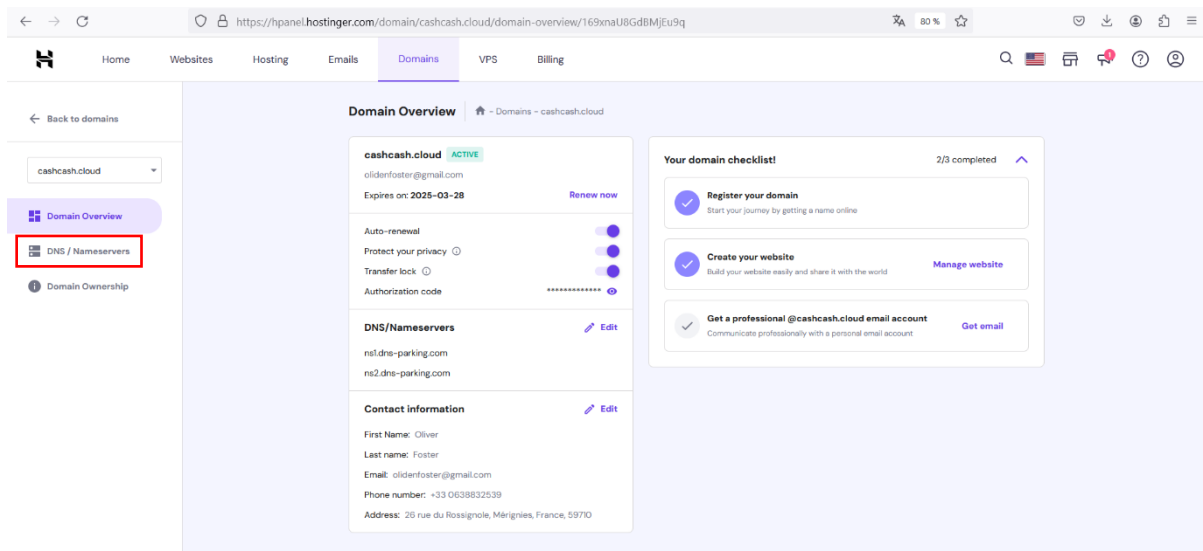 https://hpanel.hostinger.com/domain/cashcash.cloud/domain-overview/169xnaU8GdBMjEu9q
80 %
Home Websites Hosting Emails Domains VPS Billing
1
Back to domains
cashcash.cloud
Domain Overview
DNS / Nameservers
Domain Ownership
Domain Overview - Domains - cashcash.cloud
cashcash.cloud ACTIVE
olidenfoster@gmail.com
Expires on: 2025-03-28 Renew now
Auto-renewal
Protect your privacy
Transfer lock
Authorization code *************
DNS/Nameservers Edit
ns1.dns-parking.com
ns2.dns-parking.com
Contact information Edit
First Name: Oliver
Last name: Foster
Email: olidenfoster@gmail.com
Phone number: +33 0638832539
Address: 26 rue du Rossignole, Mérignies, France, 59710
Your domain checklist! 2/3 completed
Register your domain
Start your journey by getting a name online
Create your website
Build your website easily and share it with the world
Manage website
Get a professional @cashcash.cloud email account
Communicate professionally with a personal email account
Get email